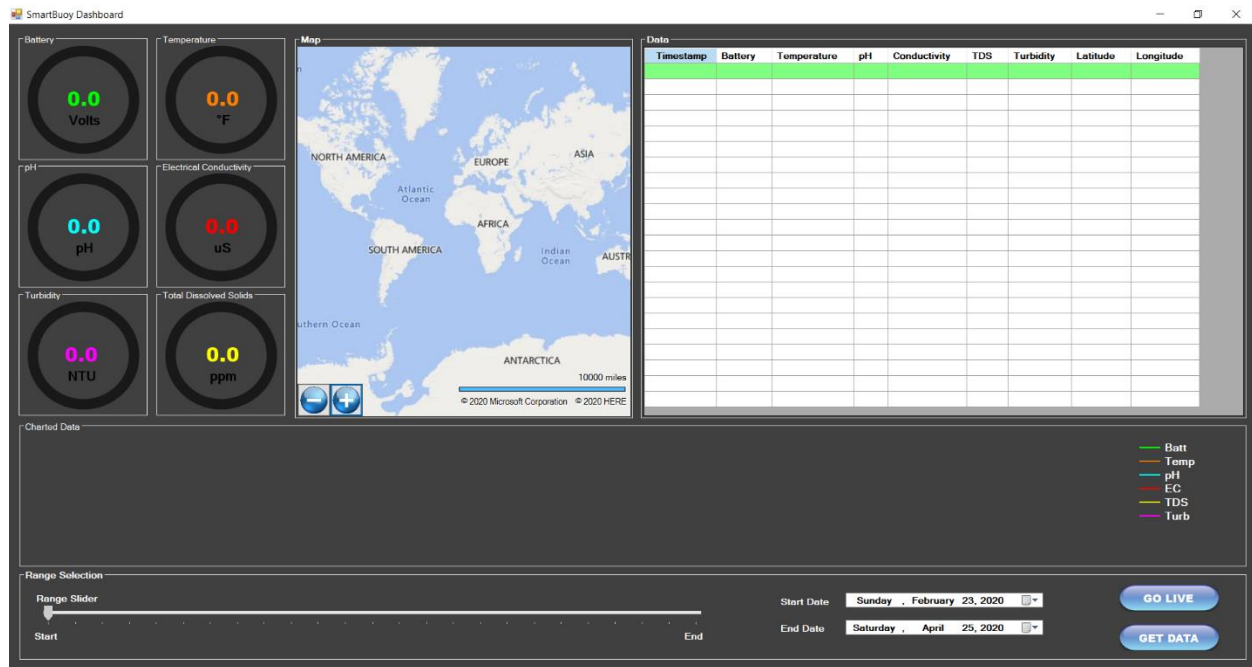 SmartBuoy Dashboard
Battery
0.0
Volts
Temperature
0.0
°F
pH
0.0
pH
Electrical Conductivity
0.0
uS
Turbidity
0.0
NTU
Total Dissolved Solids
0.0
ppm
Map
NORTH AMERICA
EUROPE
ASIA
Atlantic
Ocean
AFRICA
SOUTH AMERICA
Indian
Ocean
AUSTR
uthern Ocean
ANTARCTICA
10000 miles
© 2020 Microsoft Corporation © 2020 HERE
Data
Timestamp Battery Temperature pH Conductivity TDS Turbidity Latitude Longitude
Charted Data
Batt
Temp
pH
EC
TDS
Turb
Range Selection
Range Slider
Start End
Start Date Sunday , February 23, 2020
End Date Saturday , April 25, 2020
GO LIVE
GET DATA